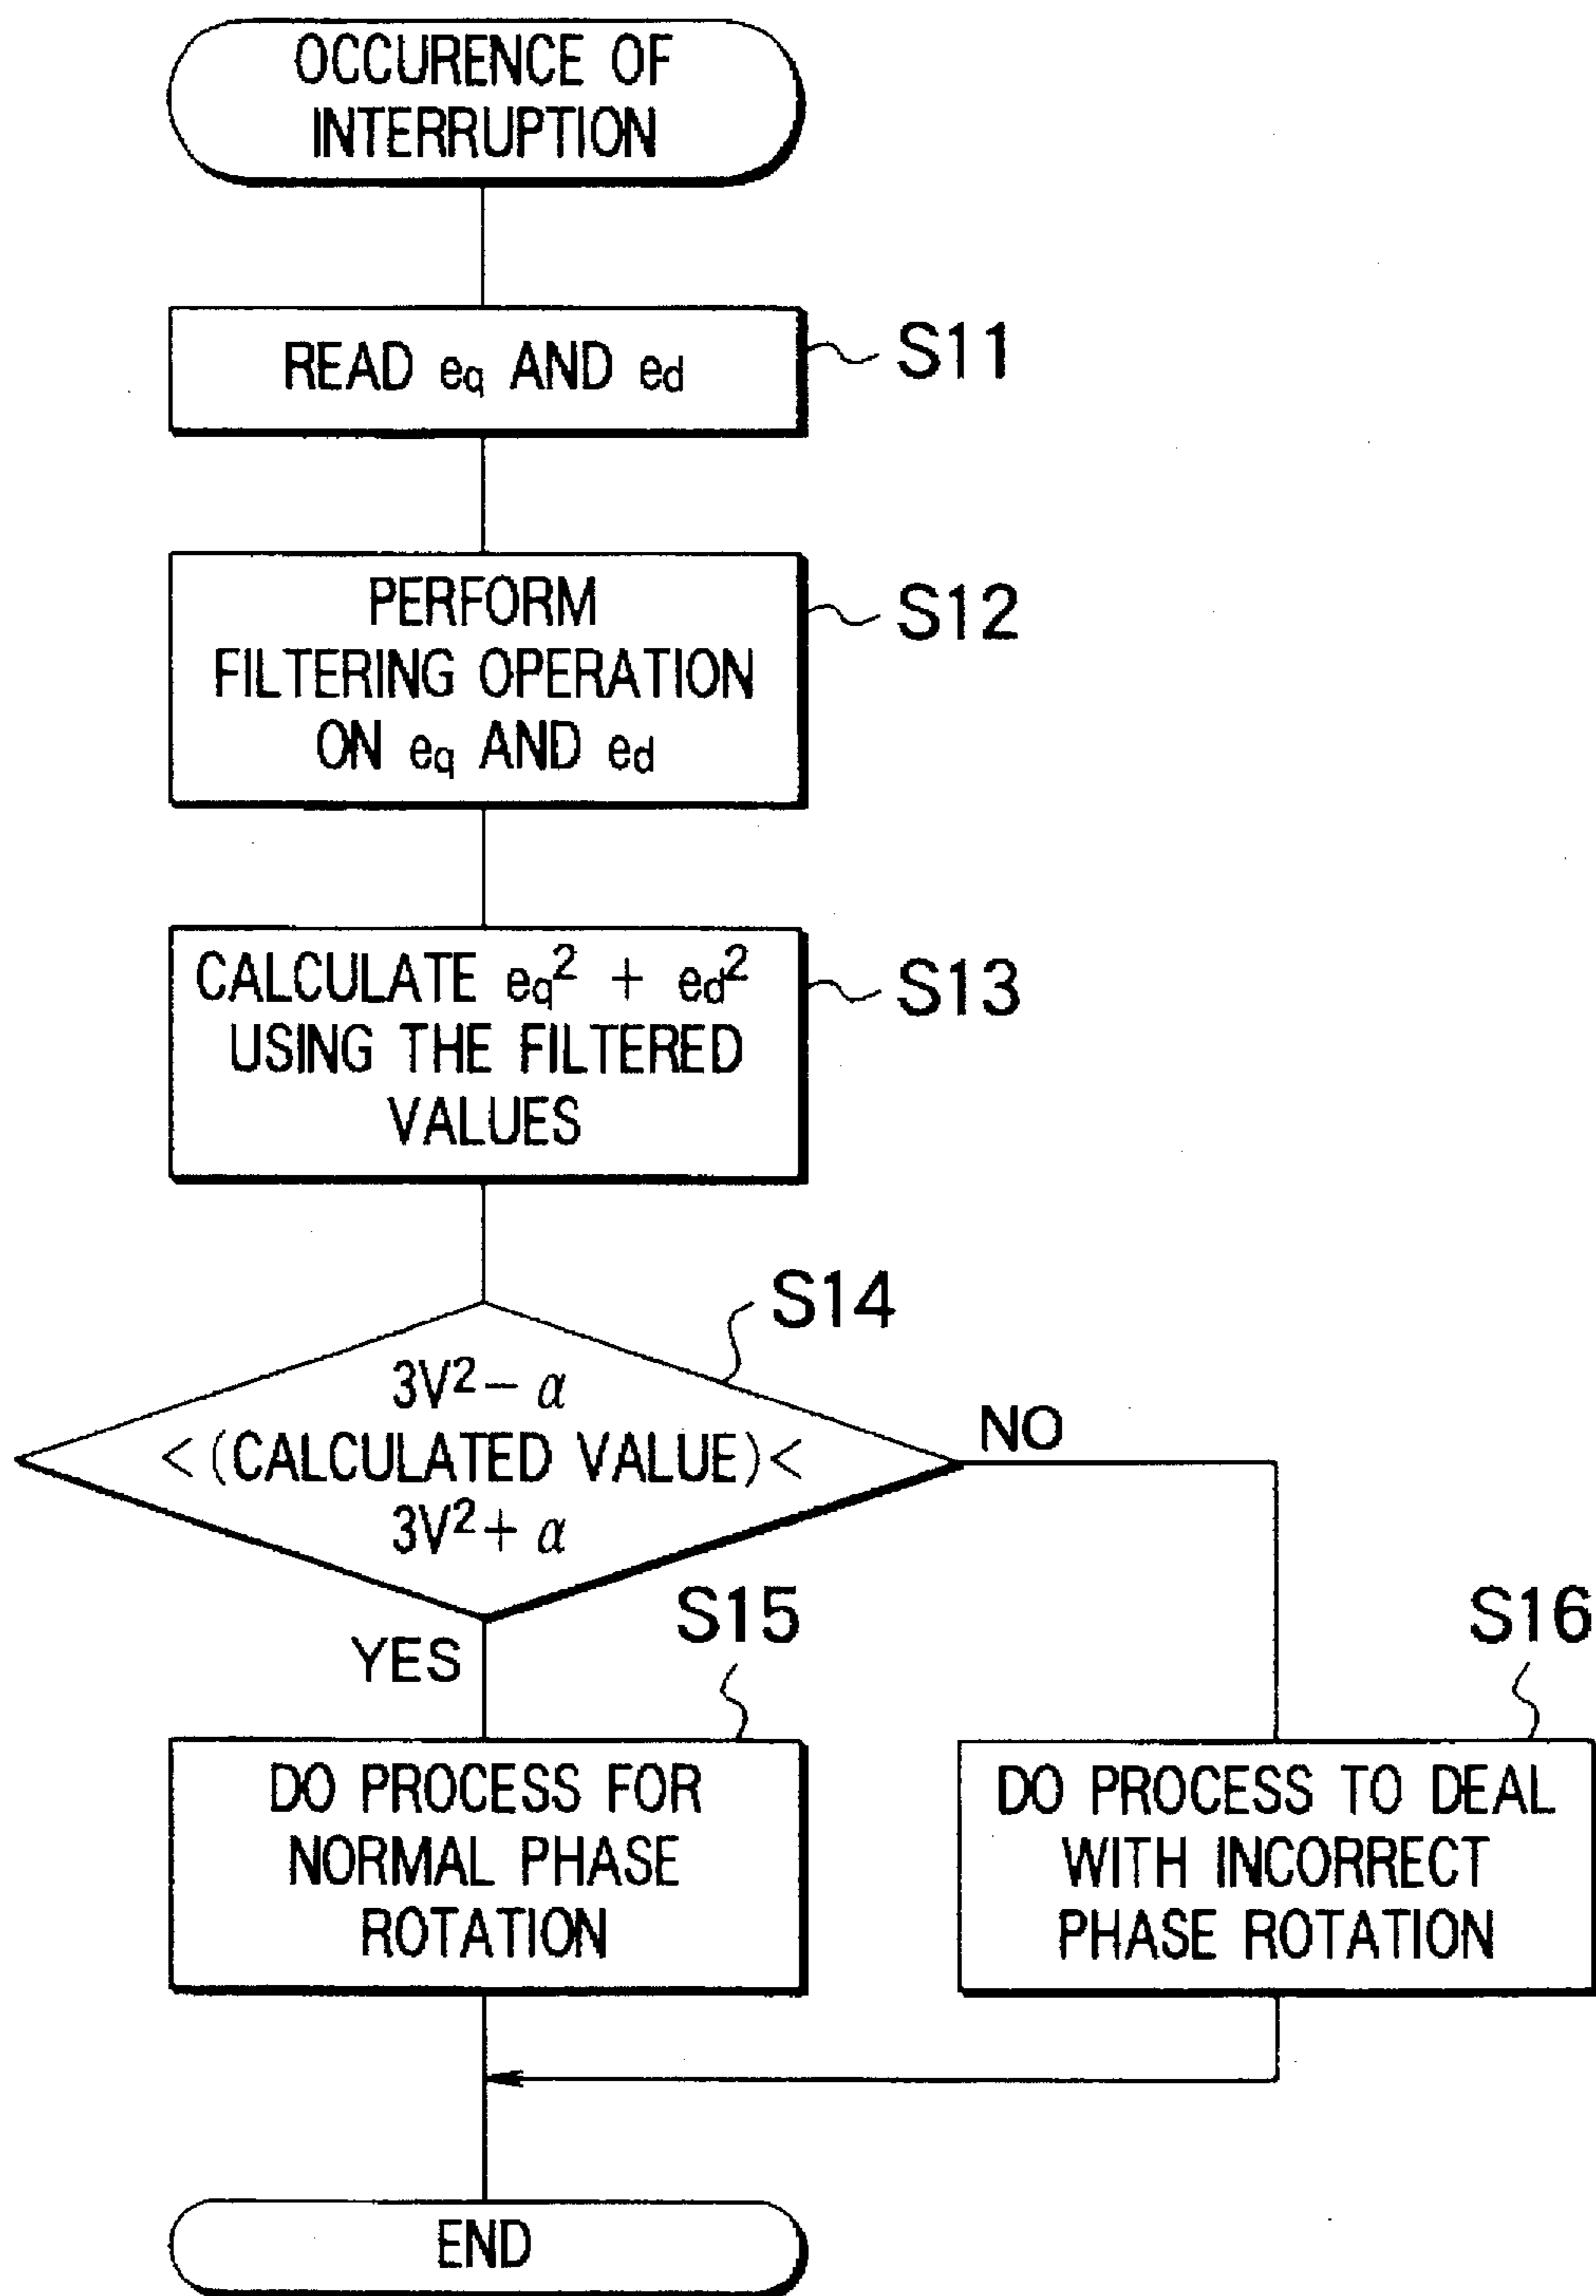 OCCURENCE OF
INTERRUPTION
READ eq AND ed
S11
PERFORM
FILTERING OPERATION
ON eq AND ed
S12
CALCULATE eq² + ed²
USING THE FILTERED
VALUES
S13
S14
3V² − α
< (CALCULATED VALUE) <
3V² + α
NO
YES
S15
DO PROCESS FOR
NORMAL PHASE
ROTATION
S16
DO PROCESS TO DEAL
WITH INCORRECT
PHASE ROTATION
END